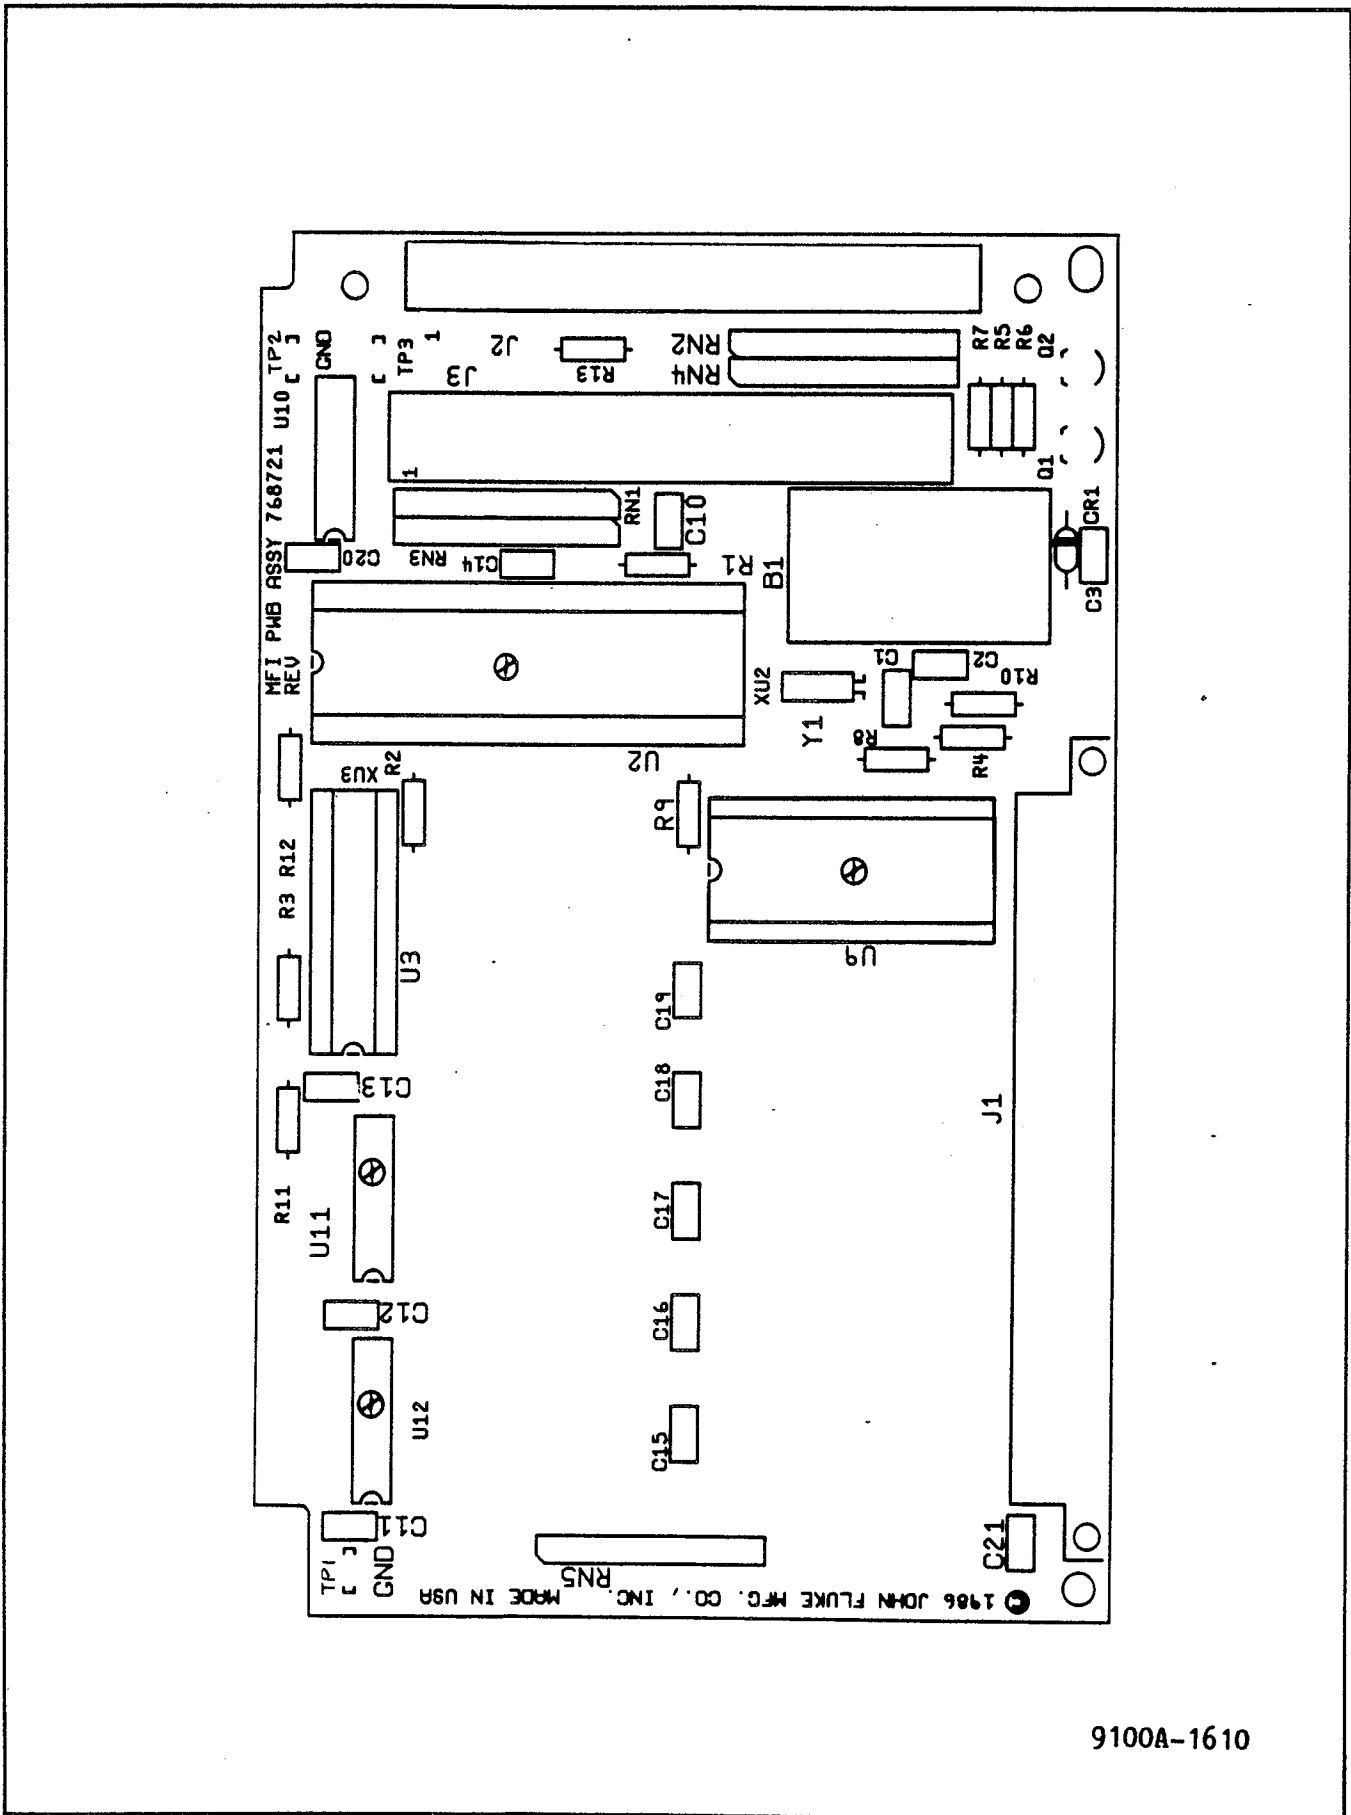 TP2
GND
TP3
1
J2
R13
RN2
RN4
R7
R5
R6
Q2
U10
J3
1
Q1
MFI PWB ASSY 768721
REV
C20
RN3
C14
RN1
C10
R1
B1
CR1
C3
XU2
Y1
C1
C2
R10
R8
R4
U2
XU3
R2
R9
R12
R3
U3
U9
C19
C13
C18
J1
R11
U11
C17
C12
C16
U12
C15
C11
TP1
GND
RN5
C21
© 1986 JOHN FLUKE MFG. CO., INC. MADE IN USA
9100A-1610